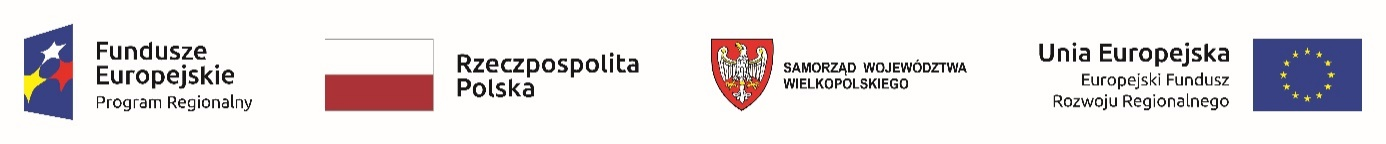 Fundusze
Europejskie
Program Regionalny
Rzeczpospolita
Polska
SAMORZĄD WOJEWÓDZTWA
WIELKOPOLSKIEGO
Unia Europejska
Europejski Fundusz
Rozwoju Regionalnego